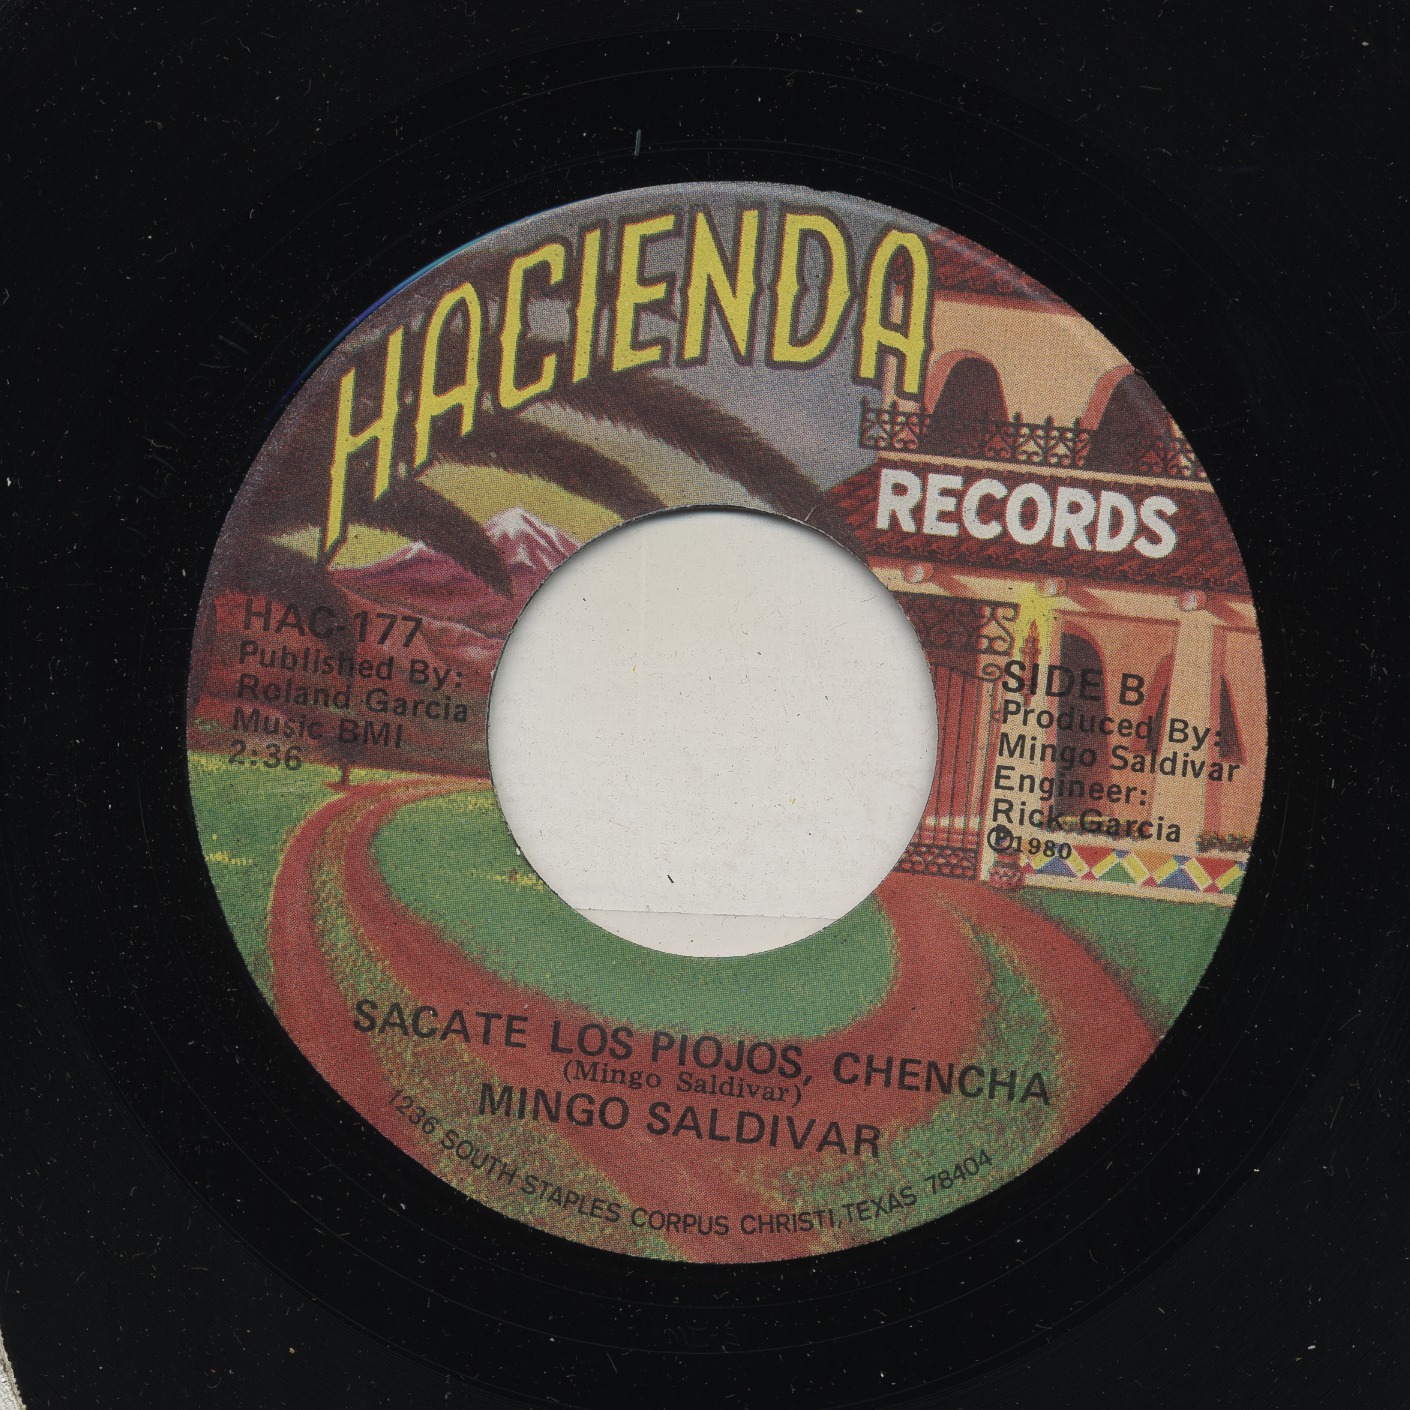 HACIENDA
RECORDS
HAC-177
Published By:
Roland Garcia
Music BMI
2:36
SIDE B
Produced By:
Mingo Saldivar
Engineer:
Rick Garcia
℗1980
SACATE LOS PIOJOS, CHENCHA
(Mingo Saldivar)
MINGO SALDIVAR
1236 SOUTH STAPLES CORPUS CHRISTI, TEXAS 78404